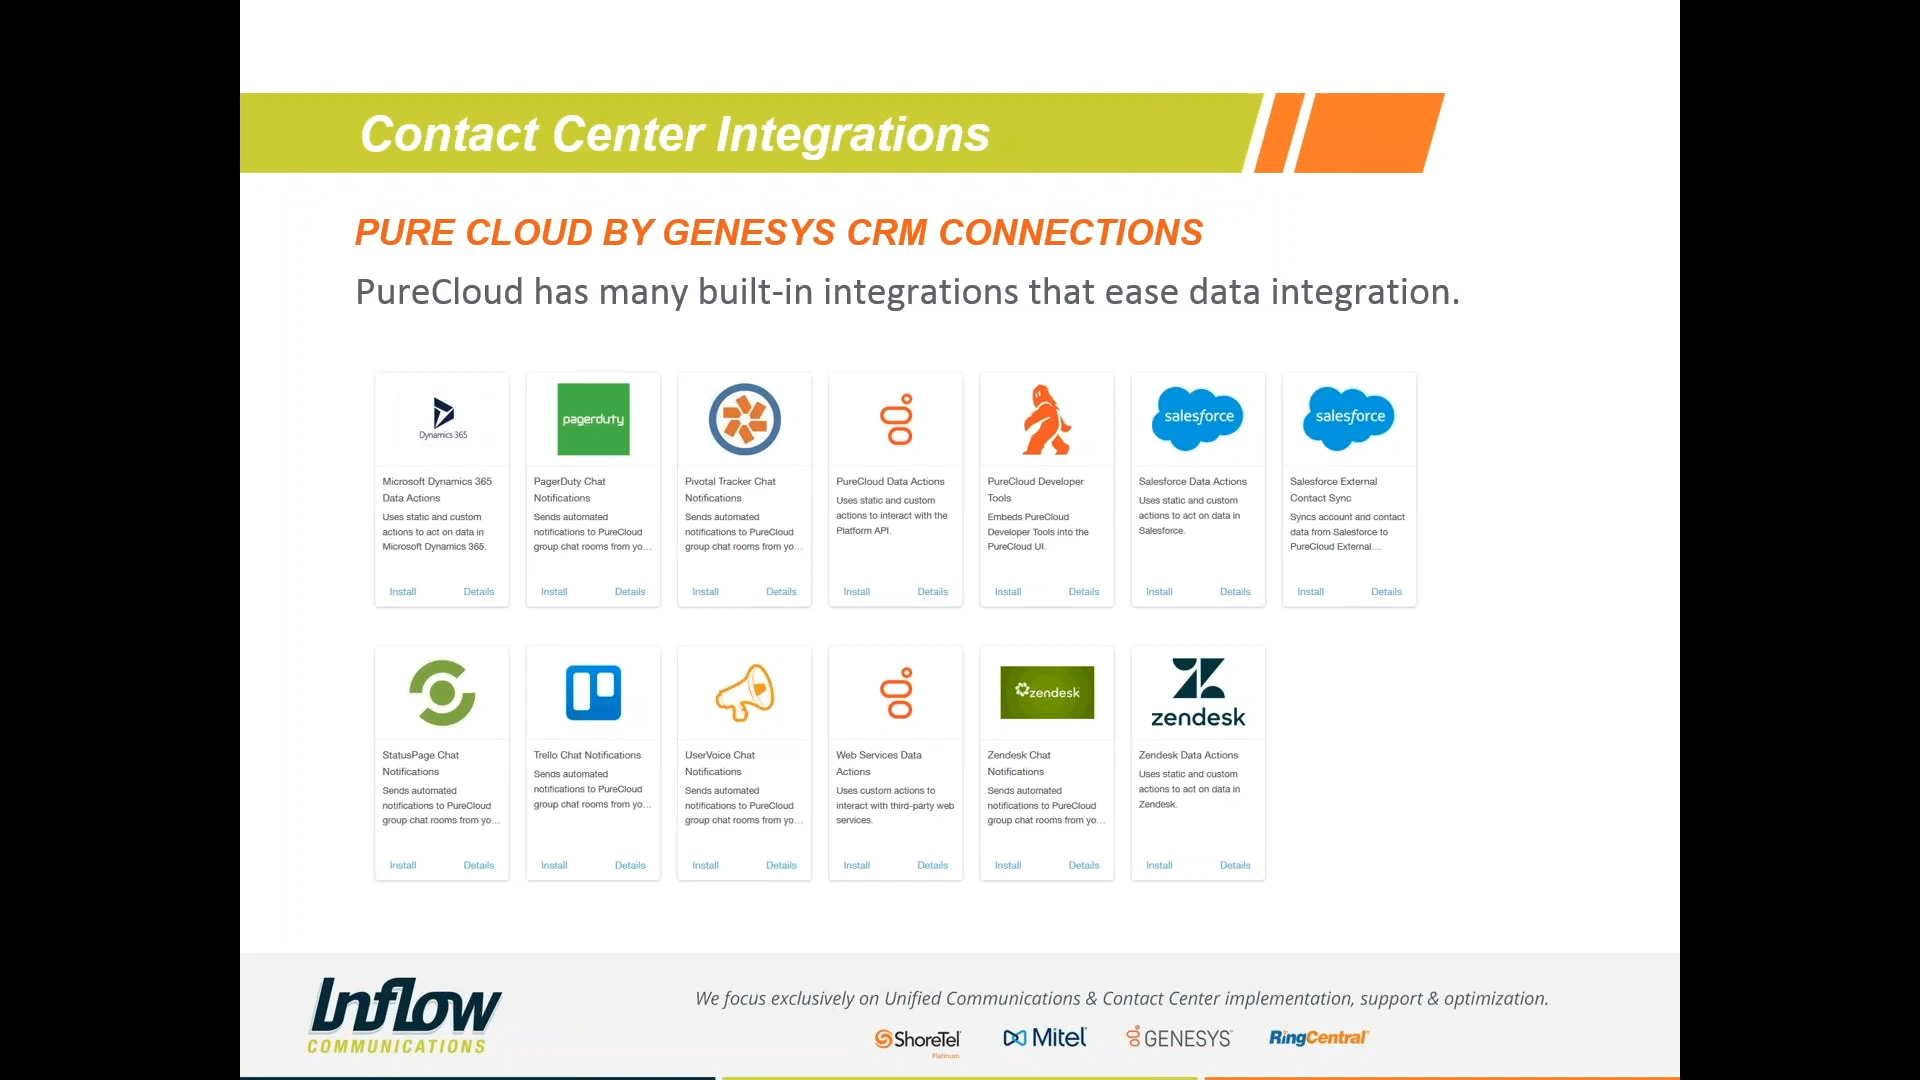 Contact Center Integrations
PURE CLOUD BY GENESYS CRM CONNECTIONS
PureCloud has many built-in integrations that ease data integration.
Dynamics 365
Microsoft Dynamics 365
Data Actions
Uses static and custom
actions to act on data in
Microsoft Dynamics 365.
Install Details
pagerduty
PagerDuty Chat
Notifications
Sends automated
notifications to PureCloud
group chat rooms from yo...
Install Details
Pivotal Tracker Chat
Notifications
Sends automated
notifications to PureCloud
group chat rooms from yo...
Install Details
PureCloud Data Actions
Uses static and custom
actions to interact with the
Platform API.
Install Details
PureCloud Developer
Tools
Embeds PureCloud
Developer Tools into the
PureCloud UI.
Install Details
salesforce
Salesforce Data Actions
Uses static and custom
actions to act on data in
Salesforce.
Install Details
salesforce
Salesforce External
Contact Sync
Syncs account and contact
data from Salesforce to
PureCloud External...
Install Details
StatusPage Chat
Notifications
Sends automated
notifications to PureCloud
group chat rooms from yo...
Install Details
Trello Chat Notifications
Sends automated
notifications to PureCloud
group chat rooms from yo...
Install Details
UserVoice Chat
Notifications
Sends automated
notifications to PureCloud
group chat rooms from yo...
Install Details
Web Services Data
Actions
Uses custom actions to
interact with third-party web
services.
Install Details
zendesk
Zendesk Chat
Notifications
Sends automated
notifications to PureCloud
group chat rooms from yo...
Install Details
zendesk
Zendesk Data Actions
Uses static and custom
actions to act on data in
Zendesk.
Install Details
Inflow
COMMUNICATIONS
We focus exclusively on Unified Communications & Contact Center implementation, support & optimization.
ShoreTel Mitel GENESYS RingCentral
Platinum